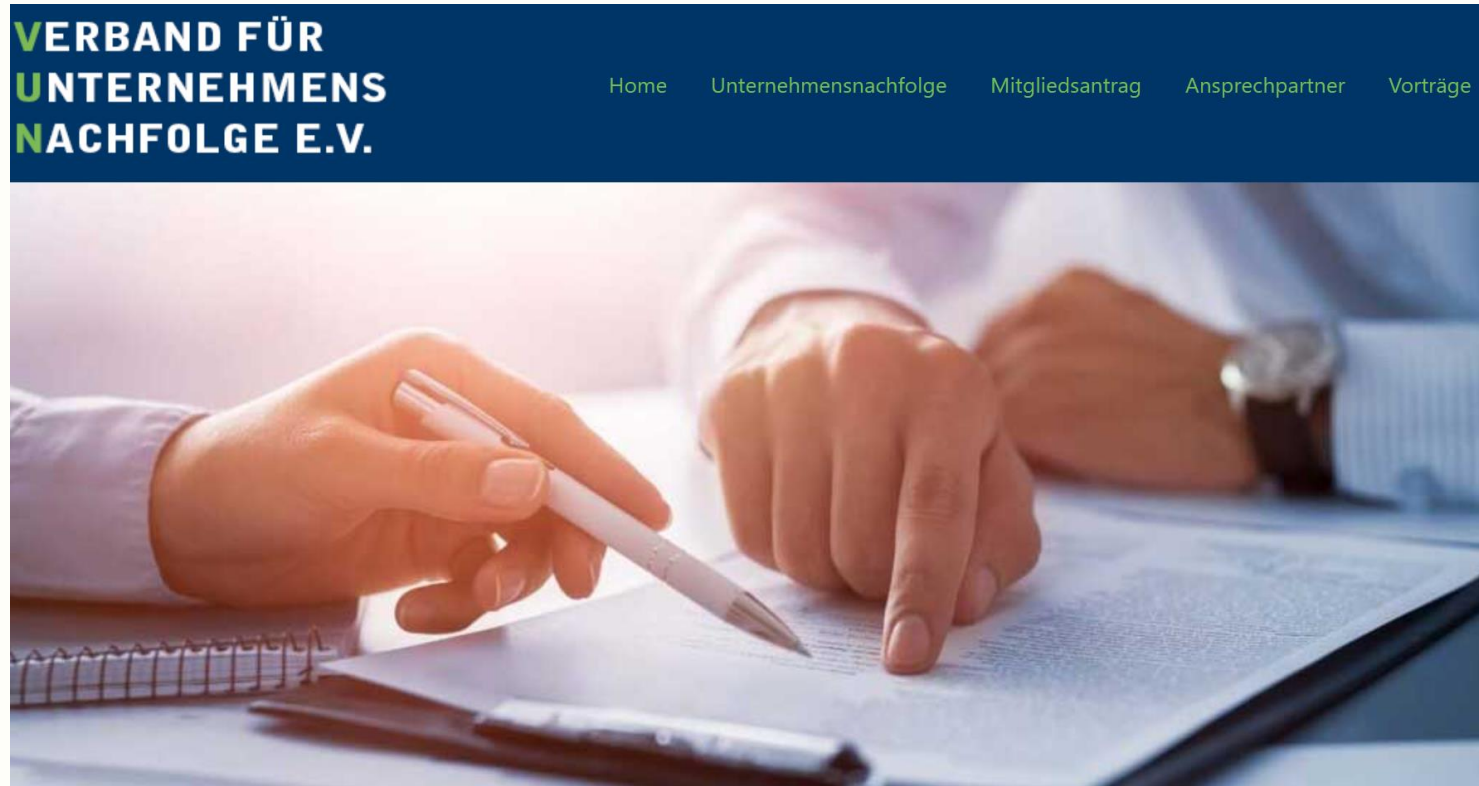 VERBAND FÜR
UNTERNEHMENS
NACHFOLGE E.V.
Home Unternehmensnachfolge Mitgliedsantrag Ansprechpartner Vorträge